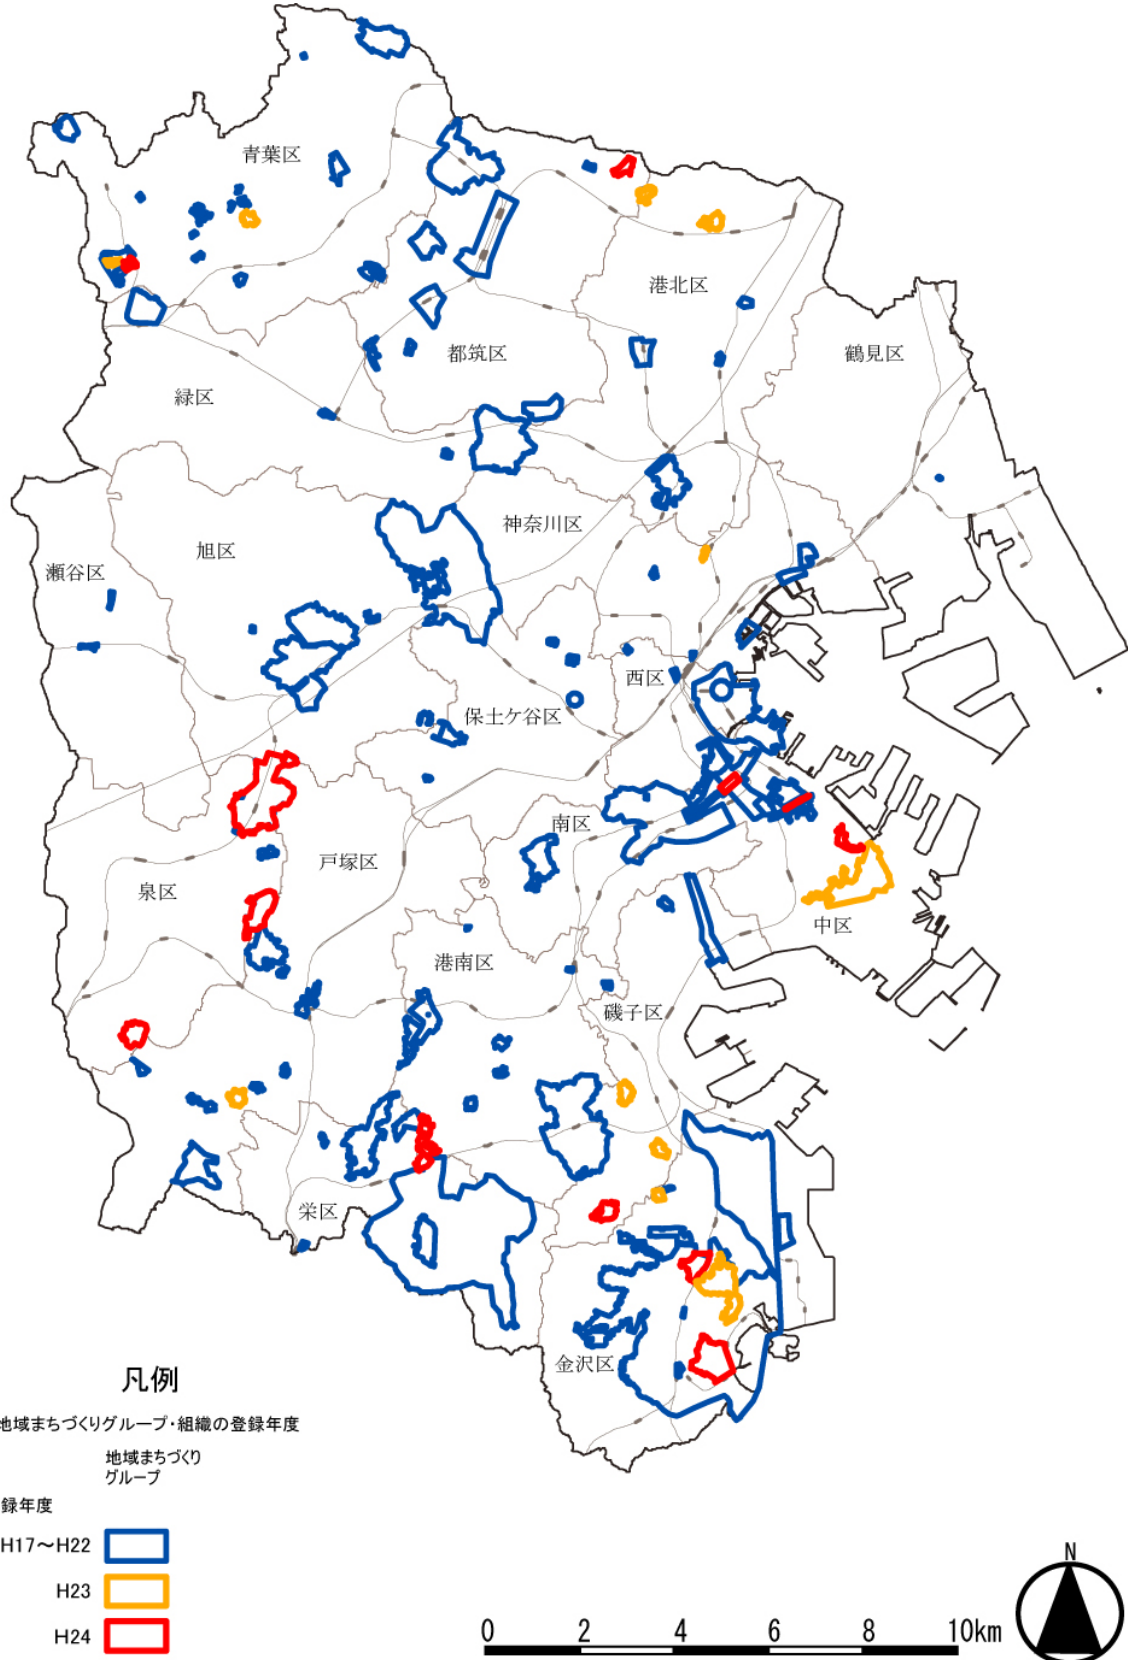 青葉区
港北区
都筑区
鶴見区
緑区
神奈川区
旭区
瀬谷区
西区
保土ケ谷区
南区
戸塚区
泉区
中区
港南区
磯子区
栄区
金沢区
凡例
地域まちづくりグループ・組織の登録年度
地域まちづくり
グループ
録年度
H17～H22
H23
H24
0 2 4 6 8 10km
N